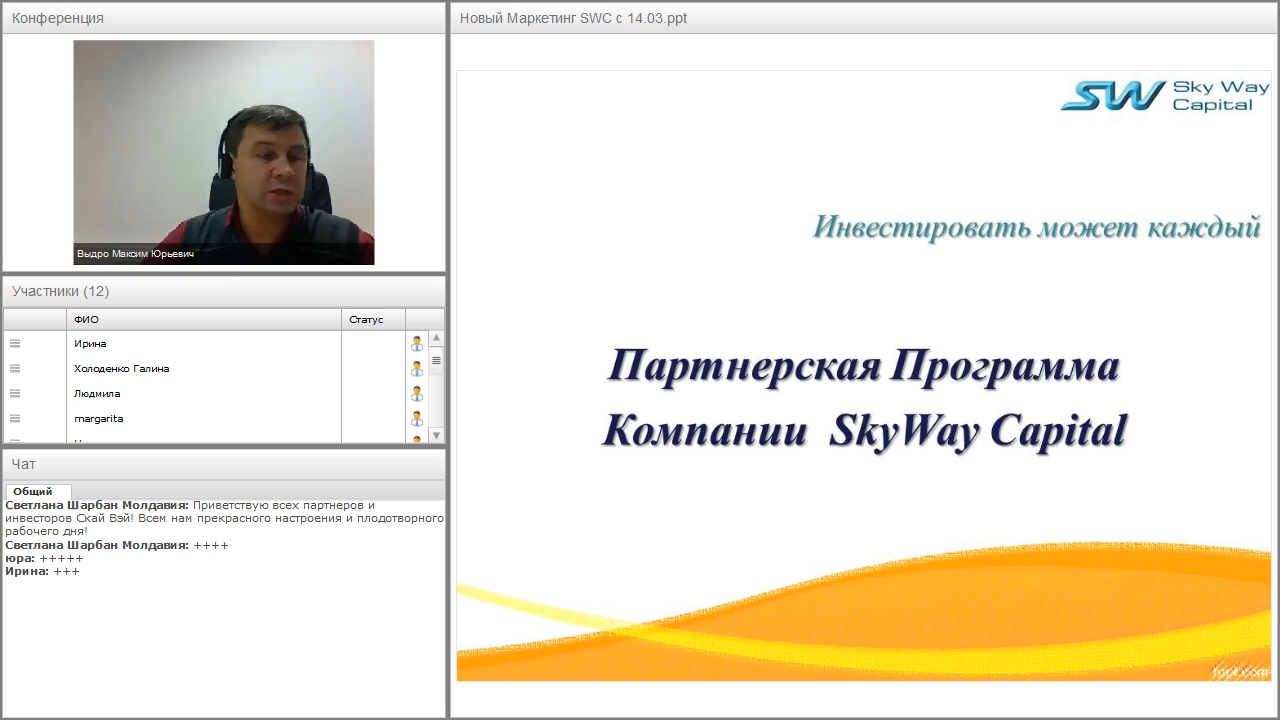 Конференция
Выдро Максим Юрьевич
Участники (12)
ФИО
Статус
Ирина
Холоденко Галина
Людмила
margarita
Чат
Общий
Светлана Шарбан Молдавия: Приветствую всех партнеров и
инвесторов Скай Вэй! Всем нам прекрасного настроения и плодотворного
рабочего дня!
Светлана Шарбан Молдавия: ++++
юра: +++++
Ирина: +++
Новый Маркетинг SWC с 14.03.ppt
SW Sky Way
Capital
Инвестировать может каждый
Партнерская Программа
Компании SkyWay Capital
fppt.com